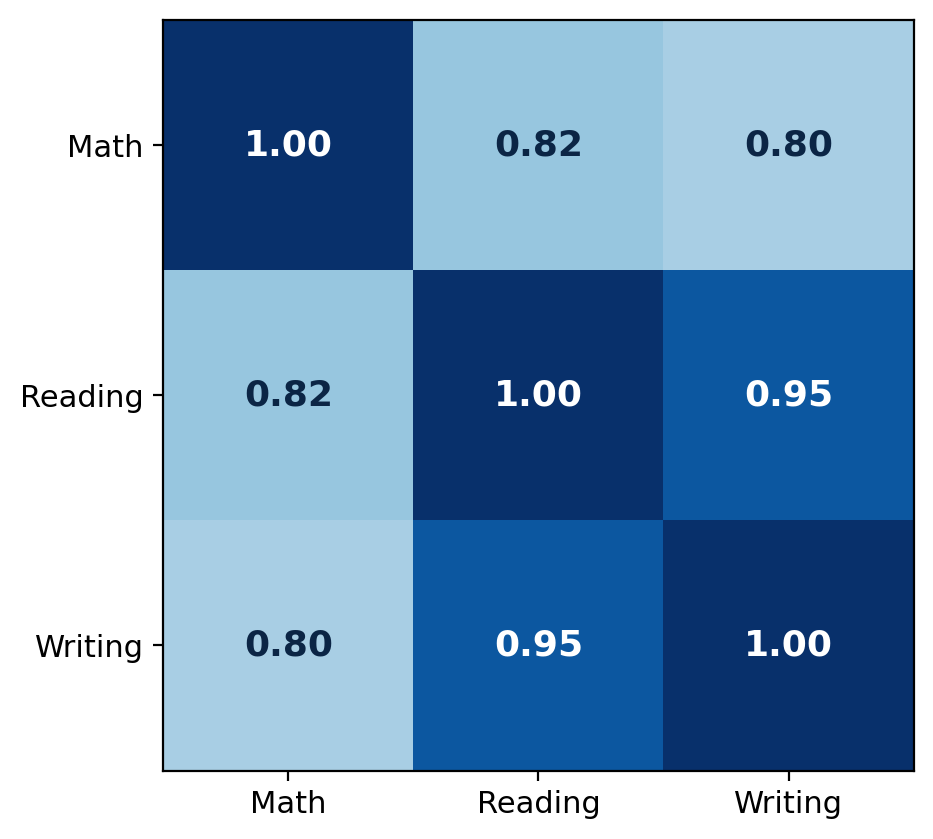 Math 1.00 0.82 0.80
Reading 0.82 1.00 0.95
Writing 0.80 0.95 1.00
Math Reading Writing